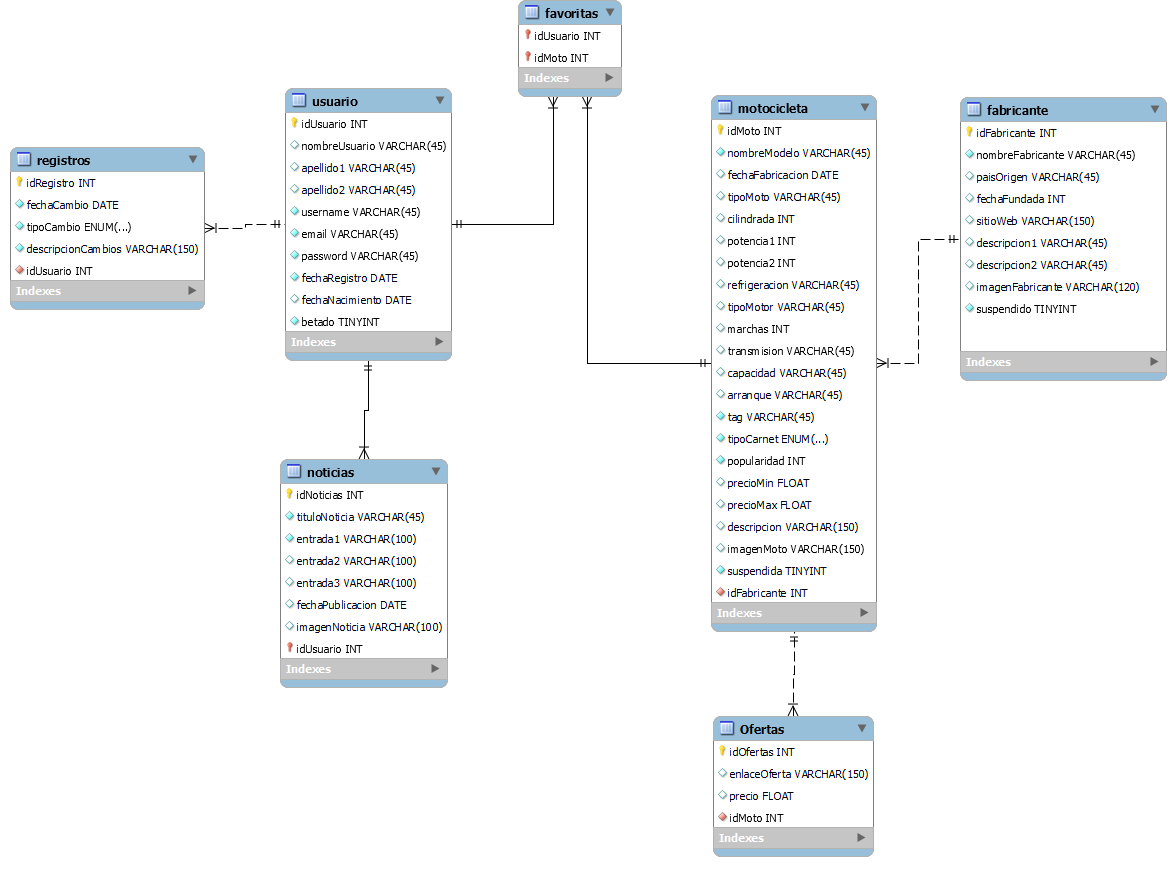 favoritas
idUsuario INT
idMoto INT
Indexes
usuario
idUsuario INT
nombreUsuario VARCHAR(45)
apellido1 VARCHAR(45)
apellido2 VARCHAR(45)
username VARCHAR(45)
email VARCHAR(45)
password VARCHAR(45)
fechaRegistro DATE
fechaNacimiento DATE
betado TINYINT
Indexes
motocicleta
idMoto INT
nombreModelo VARCHAR(45)
fechaFabricacion DATE
tipoMoto VARCHAR(45)
cilindrada INT
potencia1 INT
potencia2 INT
refrigeracion VARCHAR(45)
tipoMotor VARCHAR(45)
marchas INT
transmision VARCHAR(45)
capacidad VARCHAR(45)
arranque VARCHAR(45)
tag VARCHAR(45)
tipoCarnet ENUM(...)
popularidad INT
precioMin FLOAT
precioMax FLOAT
descripcion VARCHAR(150)
imagenMoto VARCHAR(150)
suspendida TINYINT
idFabricante INT
Indexes
fabricante
idFabricante INT
nombreFabricante VARCHAR(45)
paisOrigen VARCHAR(45)
fechaFundada INT
sitioWeb VARCHAR(150)
descripcion1 VARCHAR(45)
descripcion2 VARCHAR(45)
imagenFabricante VARCHAR(120)
suspendido TINYINT
Indexes
registros
idRegistro INT
fechaCambio DATE
tipoCambio ENUM(...)
descripcionCambios VARCHAR(150)
idUsuario INT
Indexes
noticias
idNoticias INT
tituloNoticia VARCHAR(45)
entrada1 VARCHAR(100)
entrada2 VARCHAR(100)
entrada3 VARCHAR(100)
fechaPublicacion DATE
imagenNoticia VARCHAR(100)
idUsuario INT
Indexes
Ofertas
idOfertas INT
enlaceOferta VARCHAR(150)
precio FLOAT
idMoto INT
Indexes